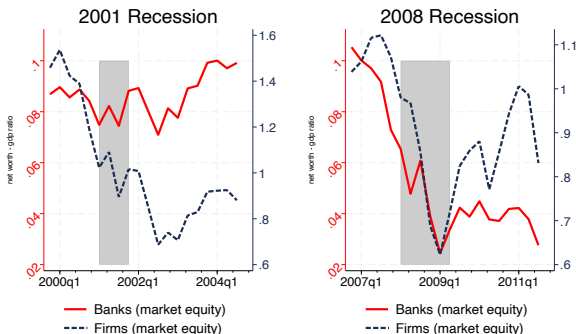 2001 Recession
2008 Recession
net worth - gdp ratio
.02 .04 .06 .08 .1
.6 .8 1 1.2 1.4 1.6
2000q1 2002q1 2004q1
net worth - gdp ratio
.02 .04 .06 .08 .1
.6 .7 .8 .9 1 1.1
2007q1 2009q1 2011q1
Banks (market equity)
Firms (market equity)
Banks (market equity)
Firms (market equity)